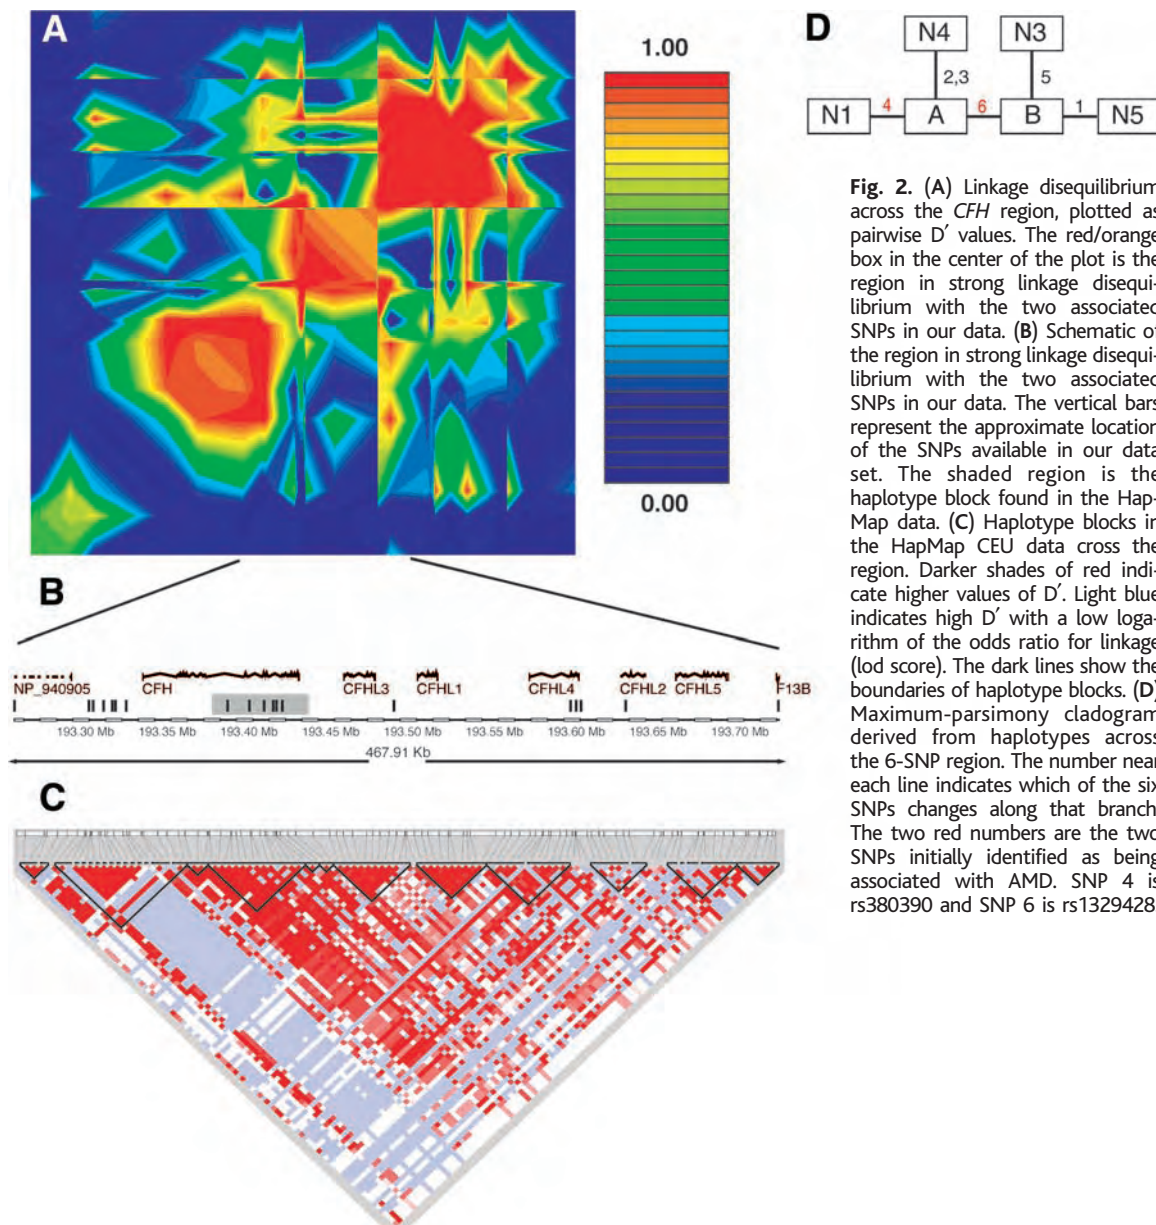 A
1.00
0.00
D
N4
N3
2,3
5
N1
4
A
6
B
1
N5
Fig. 2. (A) Linkage disequilibrium
across the CFH region, plotted as
pairwise D′ values. The red/orange
box in the center of the plot is the
region in strong linkage disequi-
librium with the two associated
SNPs in our data. (B) Schematic of
the region in strong linkage disequi-
librium with the two associated
SNPs in our data. The vertical bars
represent the approximate location
of the SNPs available in our data
set. The shaded region is the
haplotype block found in the Hap-
Map data. (C) Haplotype blocks in
the HapMap CEU data cross the
region. Darker shades of red indi-
cate higher values of D′. Light blue
indicates high D′ with a low loga-
rithm of the odds ratio for linkage
(lod score). The dark lines show the
boundaries of haplotype blocks. (D)
Maximum-parsimony cladogram
derived from haplotypes across
the 6-SNP region. The number near
each line indicates which of the six
SNPs changes along that branch.
The two red numbers are the two
SNPs initially identified as being
associated with AMD. SNP 4 is
rs380390 and SNP 6 is rs1329428
B
NP_940905 CFH CFHL3 CFHL1 CFHL4 CFHL2 CFHL5 F13B
193.30 Mb 193.35 Mb 193.40 Mb 193.45 Mb 193.50 Mb 193.55 Mb 193.60 Mb 193.65 Mb 193.70 Mb
467.91 Kb
C